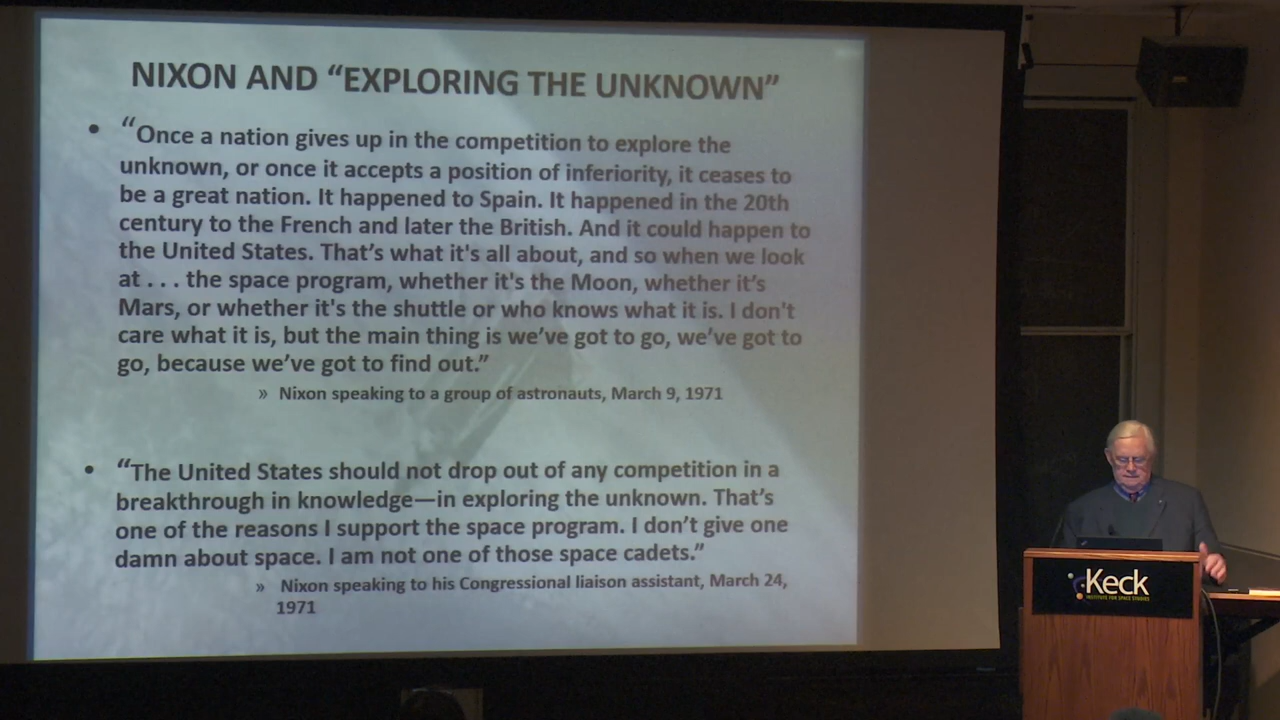 NIXON AND “EXPLORING THE UNKNOWN”
• “Once a nation gives up in the competition to explore the
unknown, or once it accepts a position of inferiority, it ceases to
be a great nation. It happened to Spain. It happened in the 20th
century to the French and later the British. And it could happen to
the United States. That’s what it's all about, and so when we look
at . . . the space program, whether it's the Moon, whether it’s
Mars, or whether it's the shuttle or who knows what it is. I don't
care what it is, but the main thing is we’ve got to go, we’ve got to
go, because we’ve got to find out.”
» Nixon speaking to a group of astronauts, March 9, 1971
• “The United States should not drop out of any competition in a
breakthrough in knowledge—in exploring the unknown. That’s
one of the reasons I support the space program. I don’t give one
damn about space. I am not one of those space cadets.”
» Nixon speaking to his Congressional liaison assistant, March 24,
1971
Keck
INSTITUTE FOR SPACE STUDIES